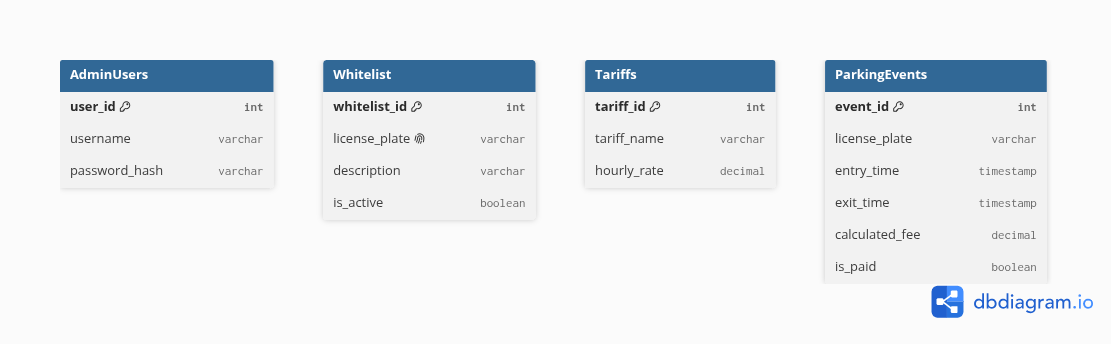 AdminUsers
user_id int
username varchar
password_hash varchar
Whitelist
whitelist_id int
license_plate varchar
description varchar
is_active boolean
Tariffs
tariff_id int
tariff_name varchar
hourly_rate decimal
ParkingEvents
event_id int
license_plate varchar
entry_time timestamp
exit_time timestamp
calculated_fee decimal
is_paid boolean
dbdiagram.io